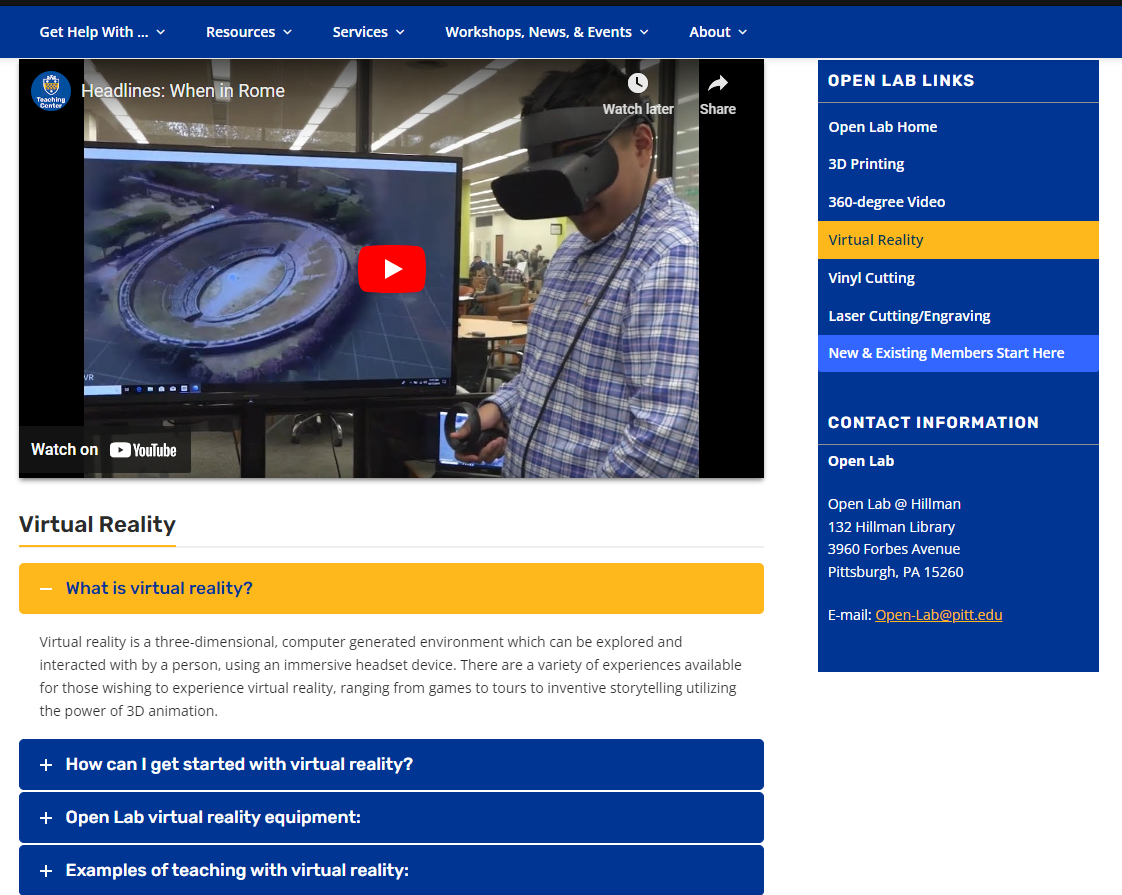 Get Help With ... Resources Services Workshops, News, & Events About
Teaching
Center
Headlines: When in Rome
Watch later
Share
VR
Watch on YouTube
Virtual Reality
What is virtual reality?
Virtual reality is a three-dimensional, computer generated environment which can be explored and
interacted with by a person, using an immersive headset device. There are a variety of experiences available
for those wishing to experience virtual reality, ranging from games to tours to inventive storytelling utilizing
the power of 3D animation.
How can I get started with virtual reality?
Open Lab virtual reality equipment:
Examples of teaching with virtual reality:
OPEN LAB LINKS
Open Lab Home
3D Printing
360-degree Video
Virtual Reality
Vinyl Cutting
Laser Cutting/Engraving
New & Existing Members Start Here
CONTACT INFORMATION
Open Lab
Open Lab @ Hillman
132 Hillman Library
3960 Forbes Avenue
Pittsburgh, PA 15260
E-mail: Open-Lab@pitt.edu